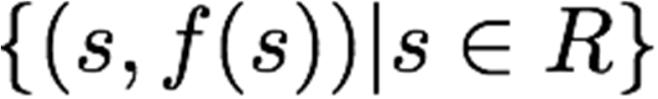 {(s, f(s))|s ∈ R}